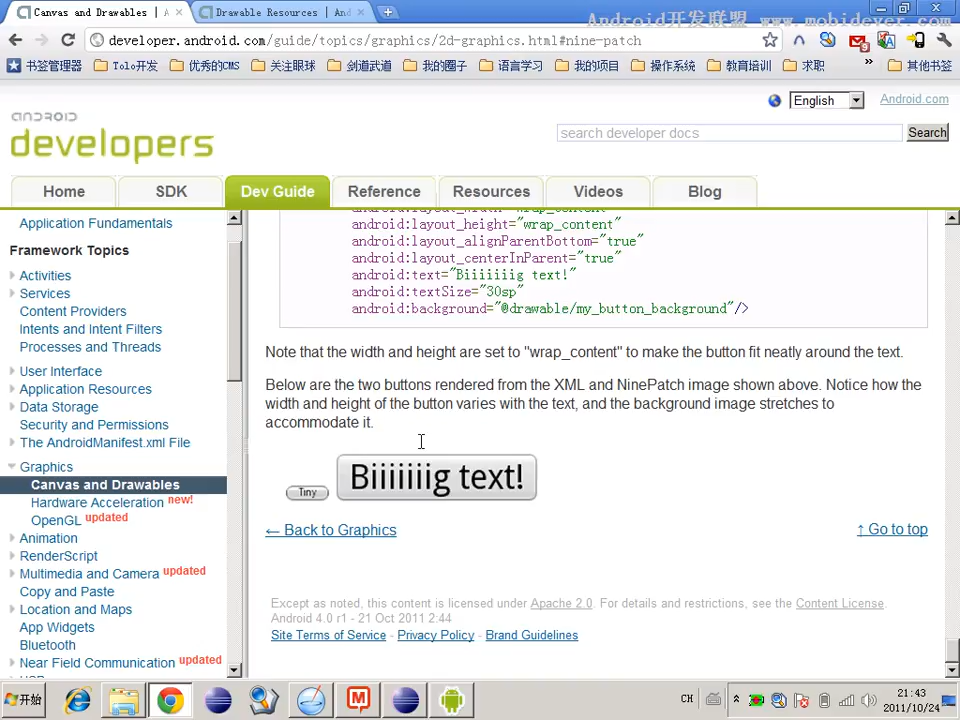 Canvas and Drawables | A
Drawable Resources | And
Android开发联盟 www.mobidever.com
developer.android.com/guide/topics/graphics/2d-graphics.html#nine-patch
书签管理器
Tolo开发
优秀的CMS
关注眼球
剑道武道
我的圈子
语言学习
我的项目
操作系统
教育培训
求职
»
其他书签
English
Android.com
ANDROID
developers
search developer docs
Search
Home
SDK
Dev Guide
Reference
Resources
Videos
Blog
Application Fundamentals
Framework Topics
Activities
Services
Content Providers
Intents and Intent Filters
Processes and Threads
User Interface
Application Resources
Data Storage
Security and Permissions
The AndroidManifest.xml File
Graphics
Canvas and Drawables
Hardware Acceleration new!
OpenGL updated
Animation
RenderScript
Multimedia and Camera updated
Copy and Paste
Location and Maps
App Widgets
Bluetooth
Near Field Communication updated
android:layout_width="wrap_content"
android:layout_height="wrap_content"
android:layout_alignParentBottom="true"
android:layout_centerInParent="true"
android:text="Biiiiiiig text!"
android:textSize="30sp"
android:background="@drawable/my_button_background"/>
Note that the width and height are set to "wrap_content" to make the button fit neatly around the text.
Below are the two buttons rendered from the XML and NinePatch image shown above. Notice how the
width and height of the button varies with the text, and the background image stretches to
accommodate it.
Tiny
Biiiiiiig text!
← Back to Graphics
↑ Go to top
Except as noted, this content is licensed under Apache 2.0. For details and restrictions, see the Content License.
Android 4.0 r1 - 21 Oct 2011 2:44
Site Terms of Service - Privacy Policy - Brand Guidelines
开始
CH
21:43
2011/10/24